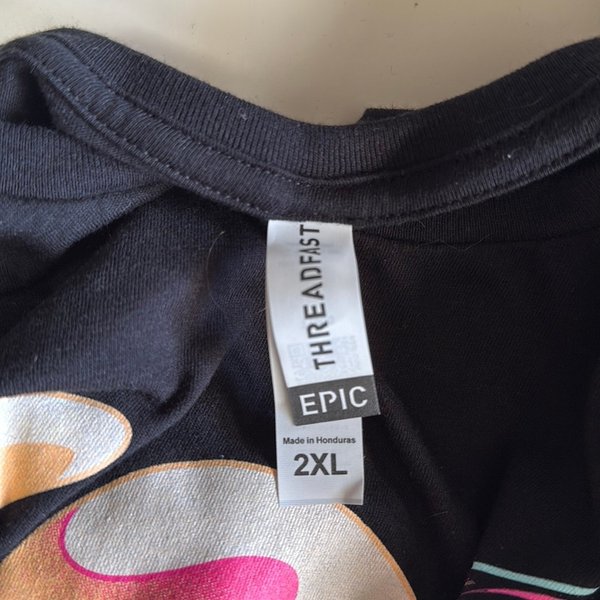 THREADFAST
EPIC
Made in Honduras
2XL